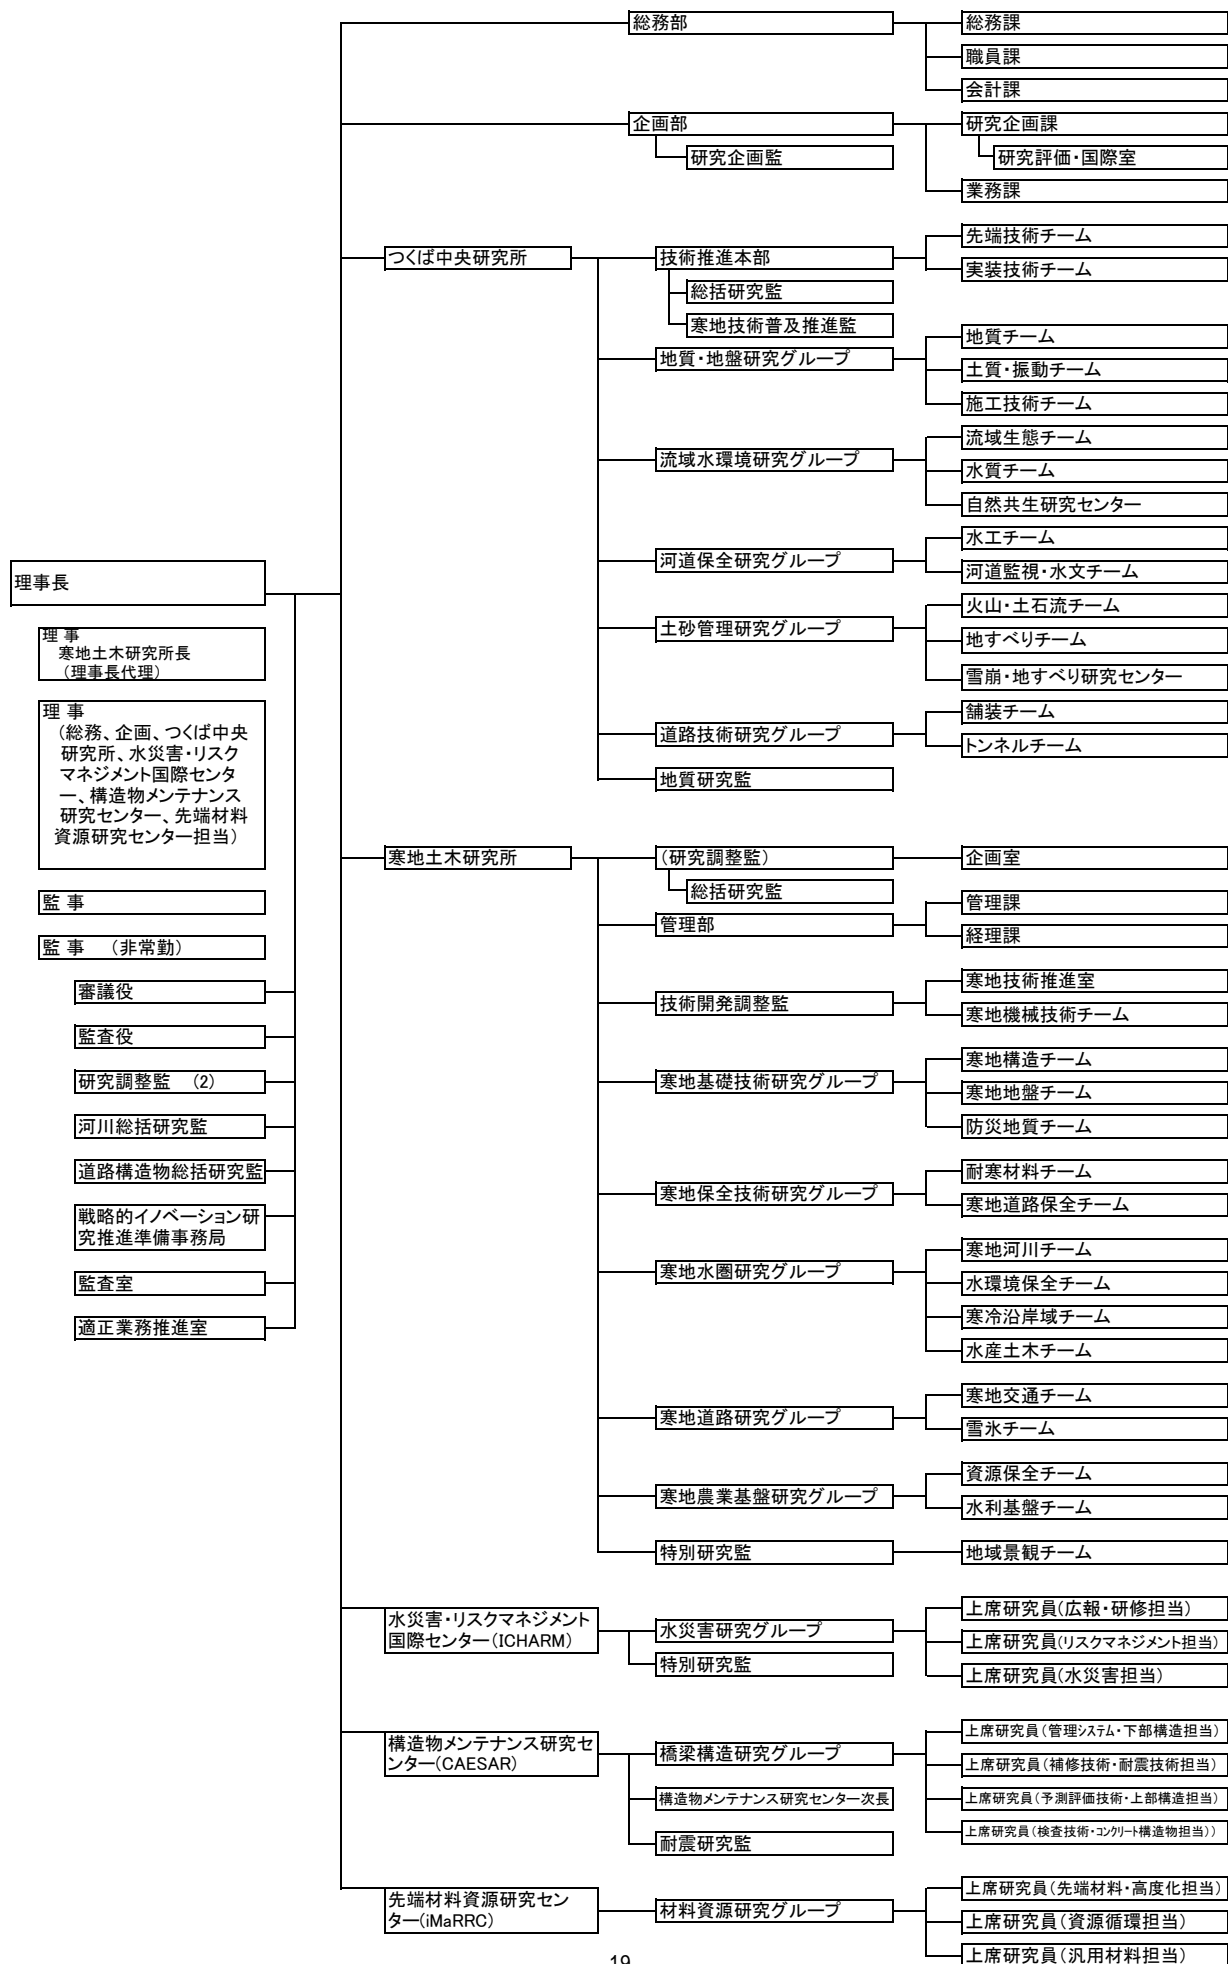 総務部
総務課
職員課
会計課
企画部
研究企画監
研究企画課
研究評価・国際室
業務課
つくば中央研究所
技術推進本部
総括研究監
寒地技術普及推進監
先端技術チーム
実装技術チーム
地質・地盤研究グループ
地質チーム
土質・振動チーム
施工技術チーム
流域水環境研究グループ
流域生態チーム
水質チーム
自然共生研究センター
河道保全研究グループ
水工チーム
河道監視・水文チーム
土砂管理研究グループ
火山・土石流チーム
地すべりチーム
雪崩・地すべり研究センター
道路技術研究グループ
舗装チーム
トンネルチーム
地質研究監
理事長
理 事
寒地土木研究所長
(理事長代理)
理 事
(総務、企画、つくば中央
研究所、水災害・リスク
マネジメント国際センタ
ー、構造物メンテナンス
研究センター、先端材料
資源研究センター担当)
監 事
監 事 (非常勤)
審議役
監査役
研究調整監 (2)
河川総括研究監
道路構造物総括研究監
戦略的イノベーション研
究推進準備事務局
監査室
適正業務推進室
寒地土木研究所
(研究調整監)
総括研究監
企画室
管理部
管理課
経理課
技術開発調整監
寒地技術推進室
寒地機械技術チーム
寒地基礎技術研究グループ
寒地構造チーム
寒地地盤チーム
防災地質チーム
寒地保全技術研究グループ
耐寒材料チーム
寒地道路保全チーム
寒地水圏研究グループ
寒地河川チーム
水環境保全チーム
寒冷沿岸域チーム
水産土木チーム
寒地道路研究グループ
寒地交通チーム
雪氷チーム
寒地農業基盤研究グループ
資源保全チーム
水利基盤チーム
特別研究監
地域景観チーム
水災害・リスクマネジメント
国際センター(ICHARM)
水災害研究グループ
特別研究監
上席研究員(広報・研修担当)
上席研究員(リスクマネジメント担当)
上席研究員(水災害担当)
構造物メンテナンス研究セ
ンター(CAESAR)
橋梁構造研究グループ
構造物メンテナンス研究センター次長
耐震研究監
上席研究員(管理システム・下部構造担当)
上席研究員(補修技術・耐震技術担当)
上席研究員(予測評価技術・上部構造担当)
上席研究員(検査技術・コンクリート構造物担当))
先端材料資源研究セン
ター(iMaRRC)
材料資源研究グループ
上席研究員(先端材料・高度化担当)
上席研究員(資源循環担当)
上席研究員(汎用材料担当)
19